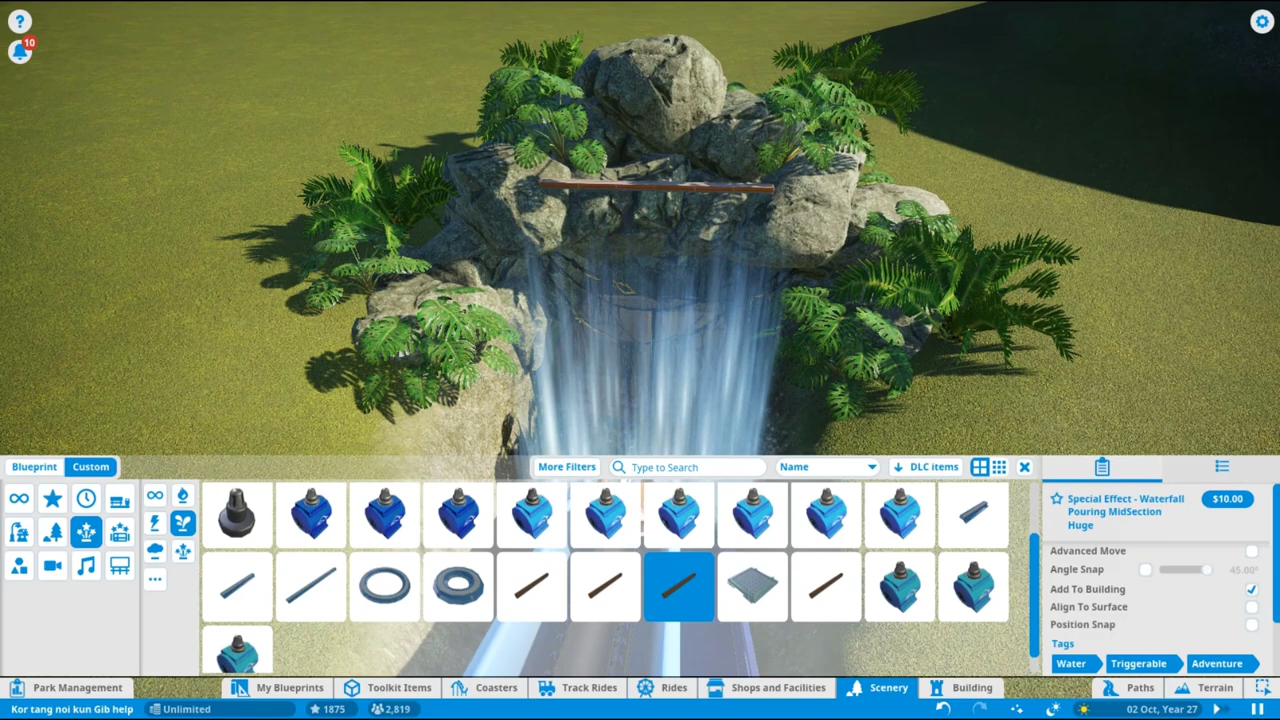 ?
10
Blueprint
Custom
More Filters
Type to Search
Name
DLC items
Special Effect - Waterfall
Pouring MidSection
Huge
$10.00
Advanced Move
Angle Snap
45.00°
Add To Building
Align To Surface
Position Snap
Tags
Water
Triggerable
Adventure
Park Management
My Blueprints
Toolkit Items
Coasters
Track Rides
Rides
Shops and Facilities
Scenery
Building
Paths
Terrain
Kor tang noi kun Gib help
Unlimited
1875
2,819
02 Oct, Year 27